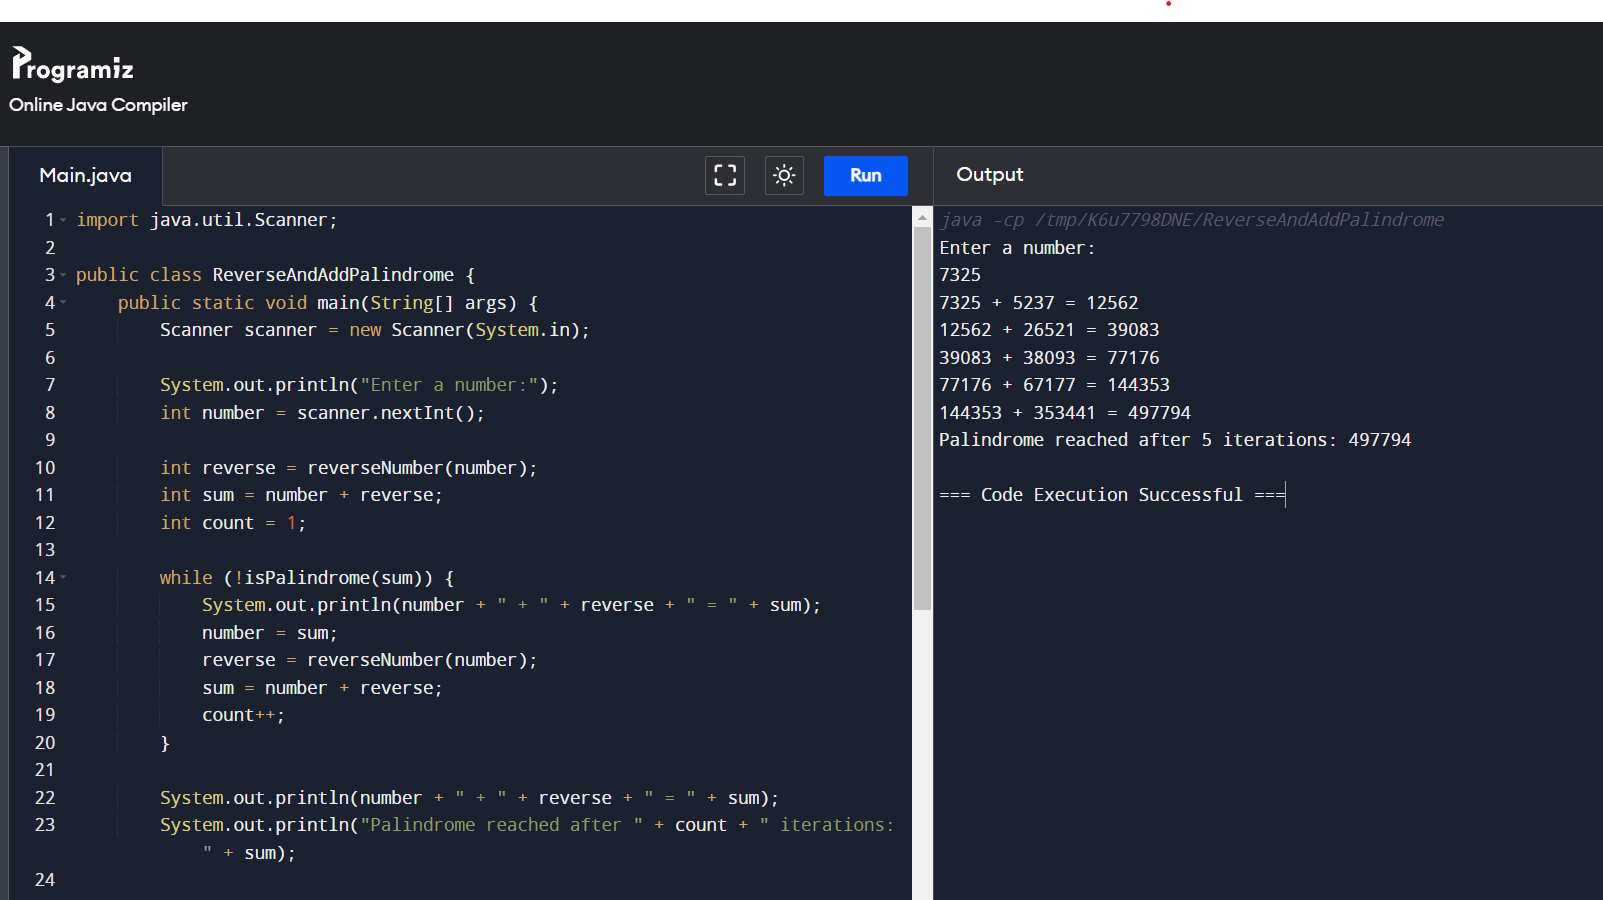 Programiz
Online Java Compiler
Main.java
Run
Output
1 import java.util.Scanner;
2
3 public class ReverseAndAddPalindrome {
4     public static void main(String[] args) {
5         Scanner scanner = new Scanner(System.in);
6
7         System.out.println("Enter a number:");
8         int number = scanner.nextInt();
9
10         int reverse = reverseNumber(number);
11         int sum = number + reverse;
12         int count = 1;
13
14         while (!isPalindrome(sum)) {
15             System.out.println(number + " + " + reverse + " = " + sum);
16             number = sum;
17             reverse = reverseNumber(number);
18             sum = number + reverse;
19             count++;
20         }
21
22         System.out.println(number + " + " + reverse + " = " + sum);
23         System.out.println("Palindrome reached after " + count + " iterations:
" + sum);
24
java -cp /tmp/K6u7798DNE/ReverseAndAddPalindrome
Enter a number:
7325
7325 + 5237 = 12562
12562 + 26521 = 39083
39083 + 38093 = 77176
77176 + 67177 = 144353
144353 + 353441 = 497794
Palindrome reached after 5 iterations: 497794
=== Code Execution Successful ===